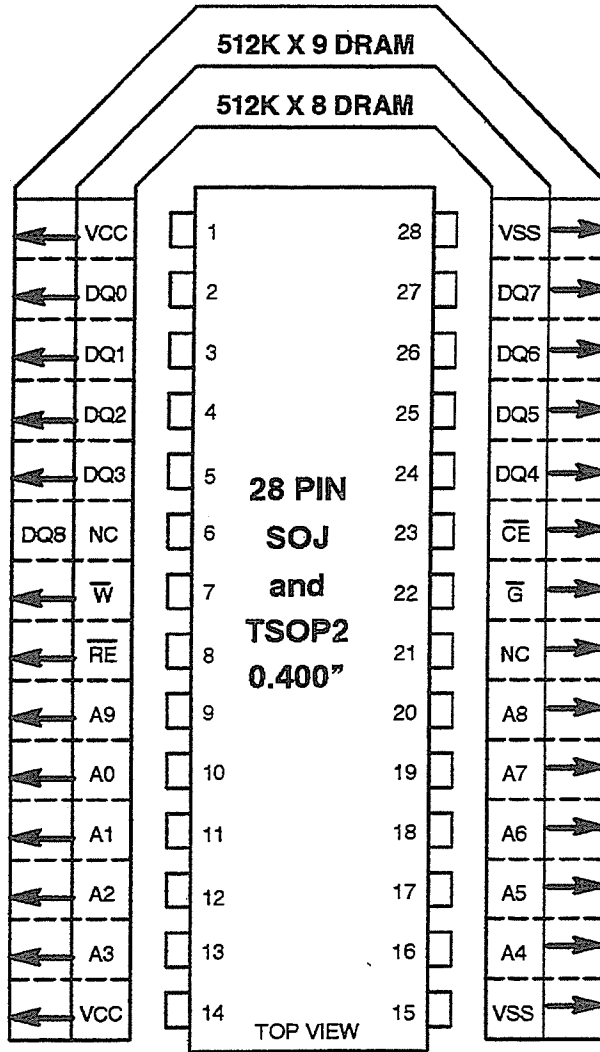 512K X 9 DRAM
512K X 8 DRAM
VCC 1 28 VSS
DQ0 2 27 DQ7
DQ1 3 26 DQ6
DQ2 4 25 DQ5
DQ3 5 24 DQ4
28 PIN
DQ8 NC 6 23 C̅E̅
SOJ
W̅ 7 22 G̅
and
R̅E̅ 8 21 NC
TSOP2
0.400"
A9 9 20 A8
A0 10 19 A7
A1 11 18 A6
A2 12 17 A5
A3 13 16 A4
VCC 14 15 VSS
TOP VIEW